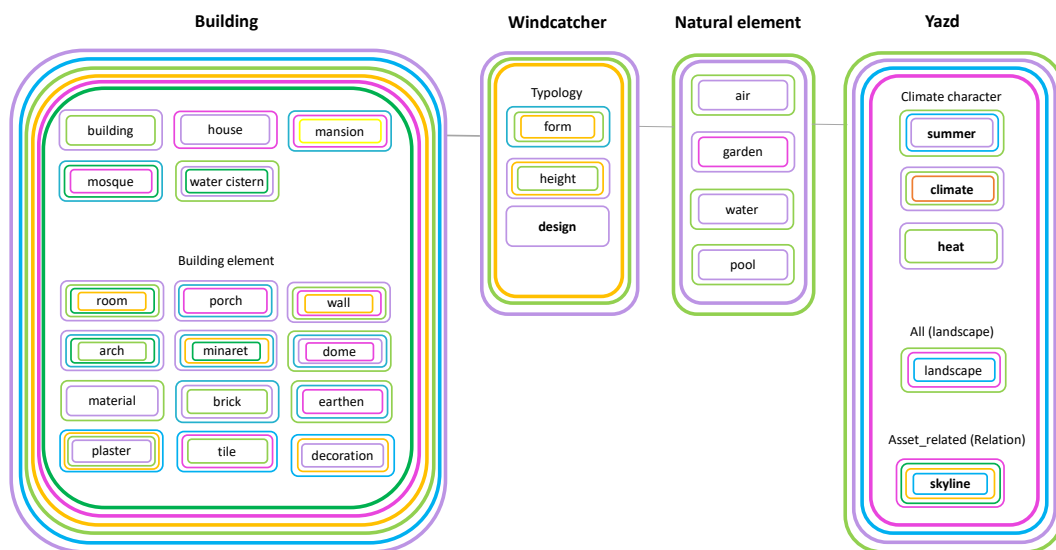 Building
Windcatcher
Natural element
Yazd
building
house
mansion
mosque
water cistern
Building element
room
porch
wall
arch
minaret
dome
material
brick
earthen
plaster
tile
decoration
Typology
form
height
design
air
garden
water
pool
Climate character
summer
climate
heat
All (landscape)
landscape
Asset_related (Relation)
skyline